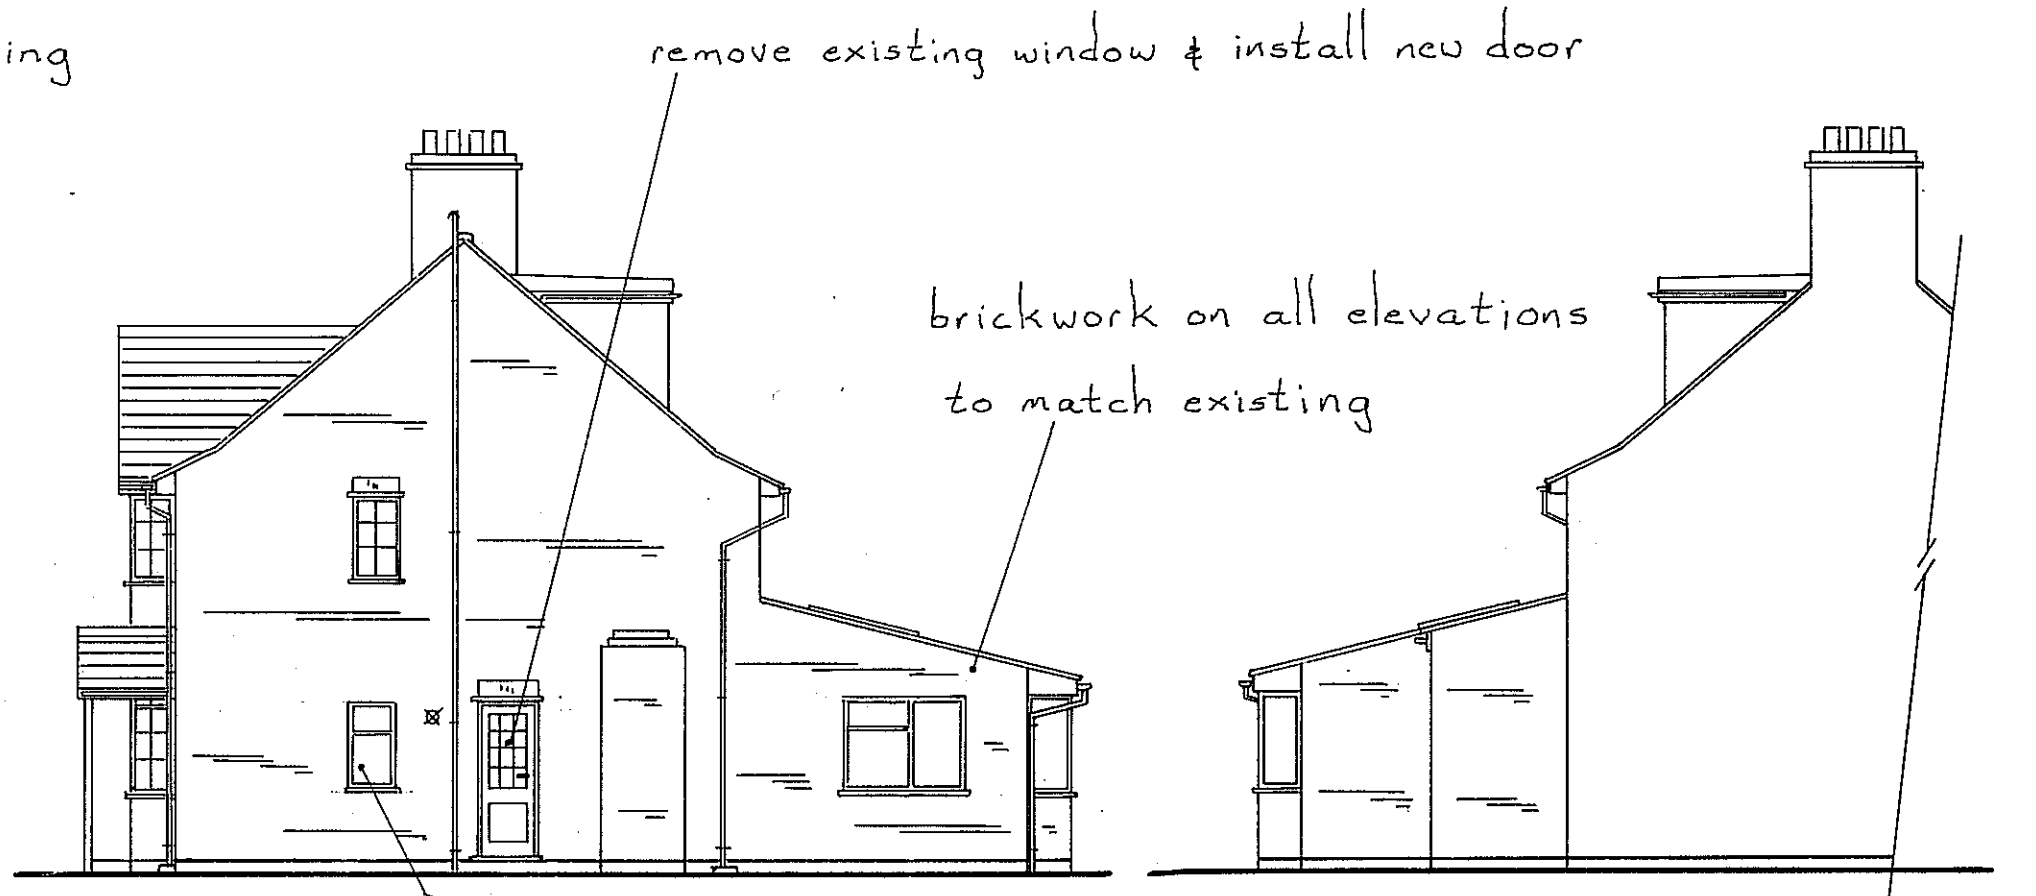 ing
remove existing window & install new door
brickwork on all elevations
to match existing